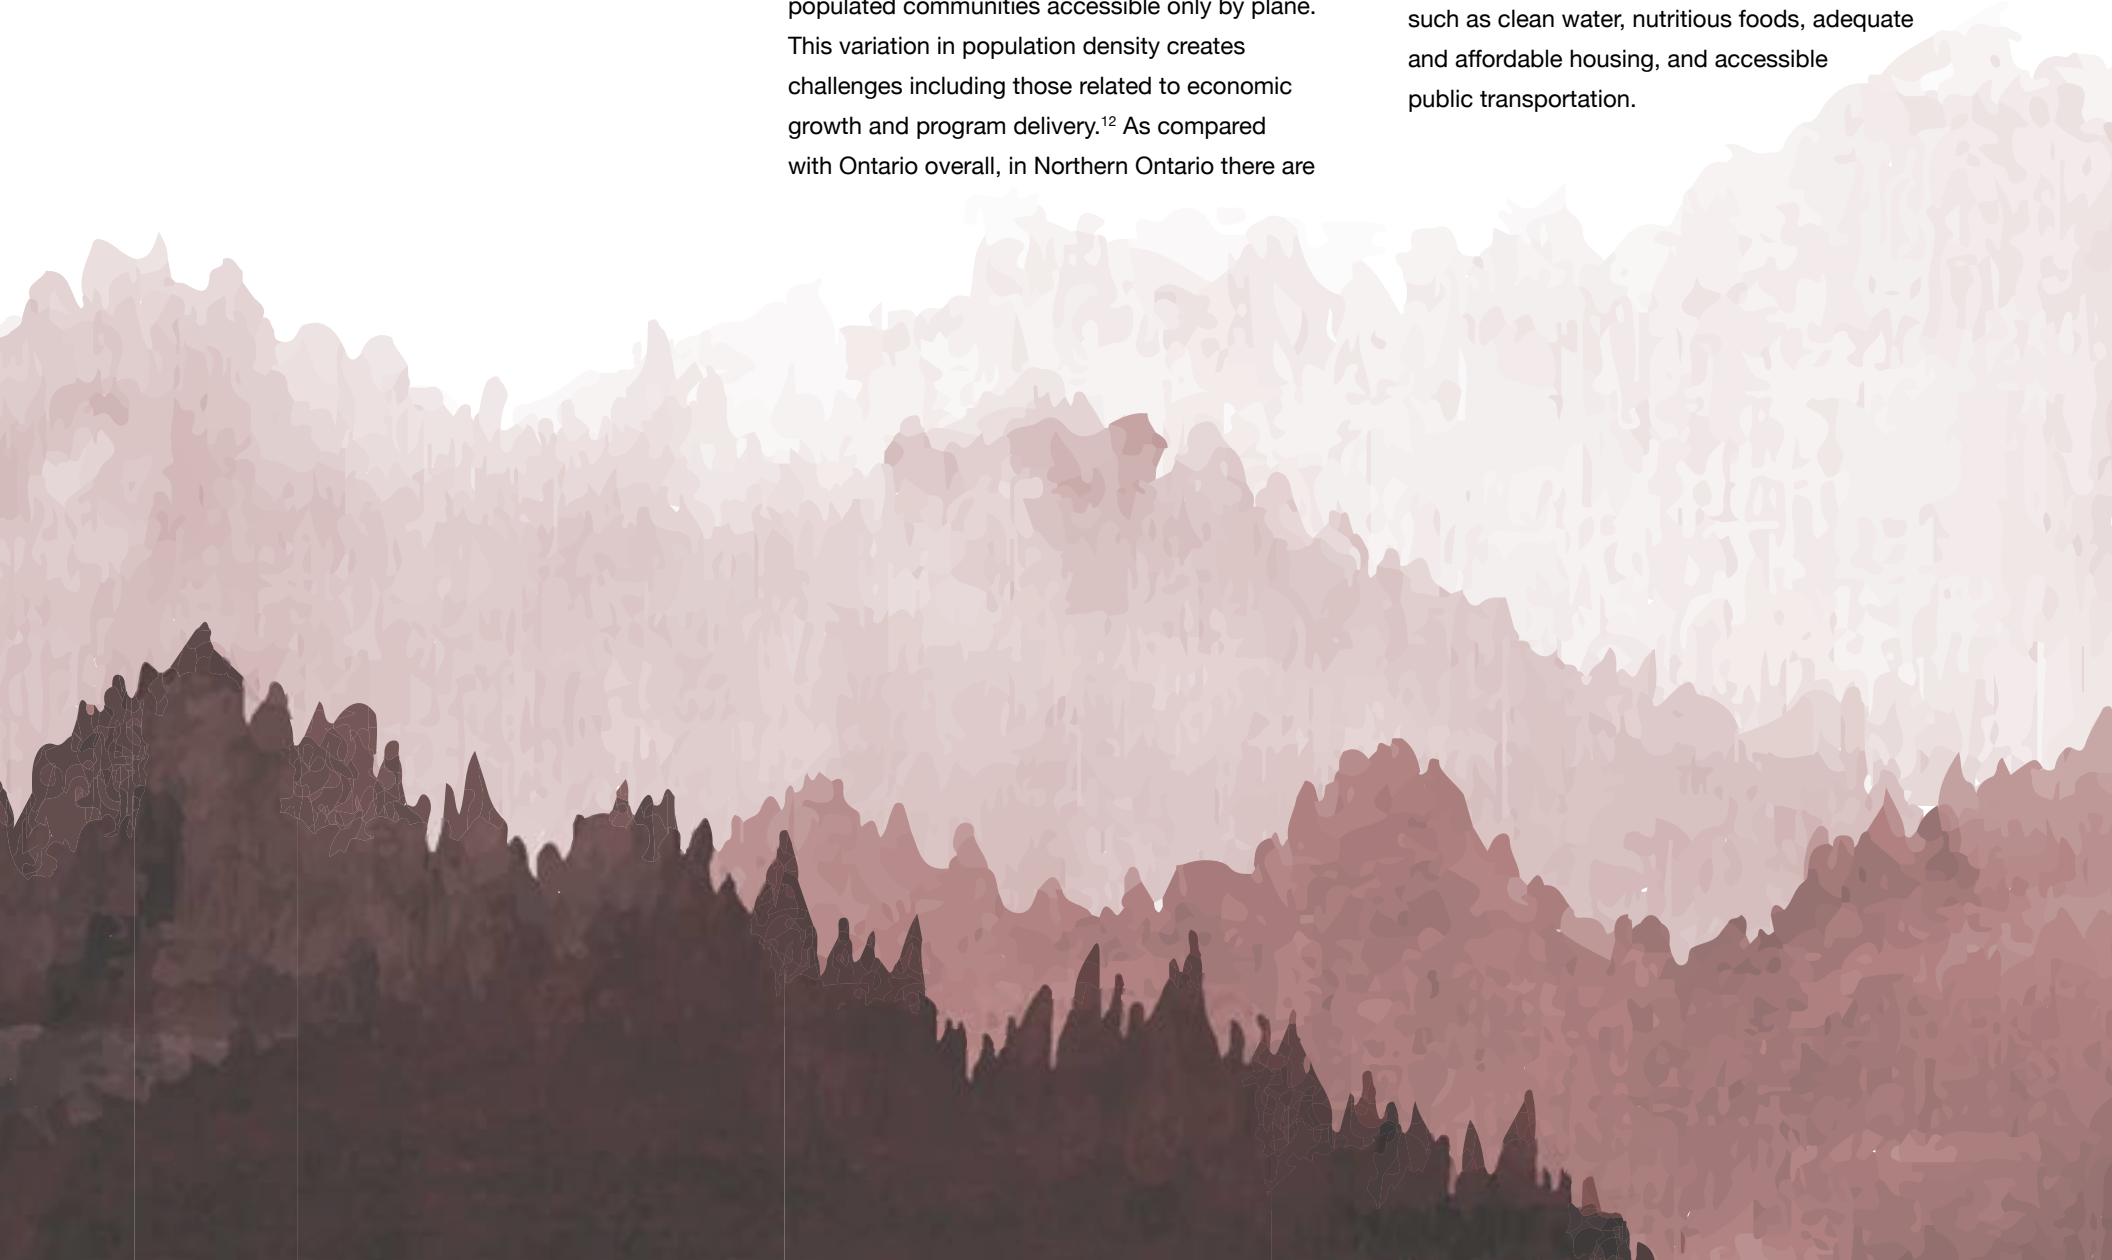 populated communities accessible only by plane.
This variation in population density creates
challenges including those related to economic
growth and program delivery.¹² As compared
with Ontario overall, in Northern Ontario there are
such as clean water, nutritious foods, adequate
and affordable housing, and accessible
public transportation.